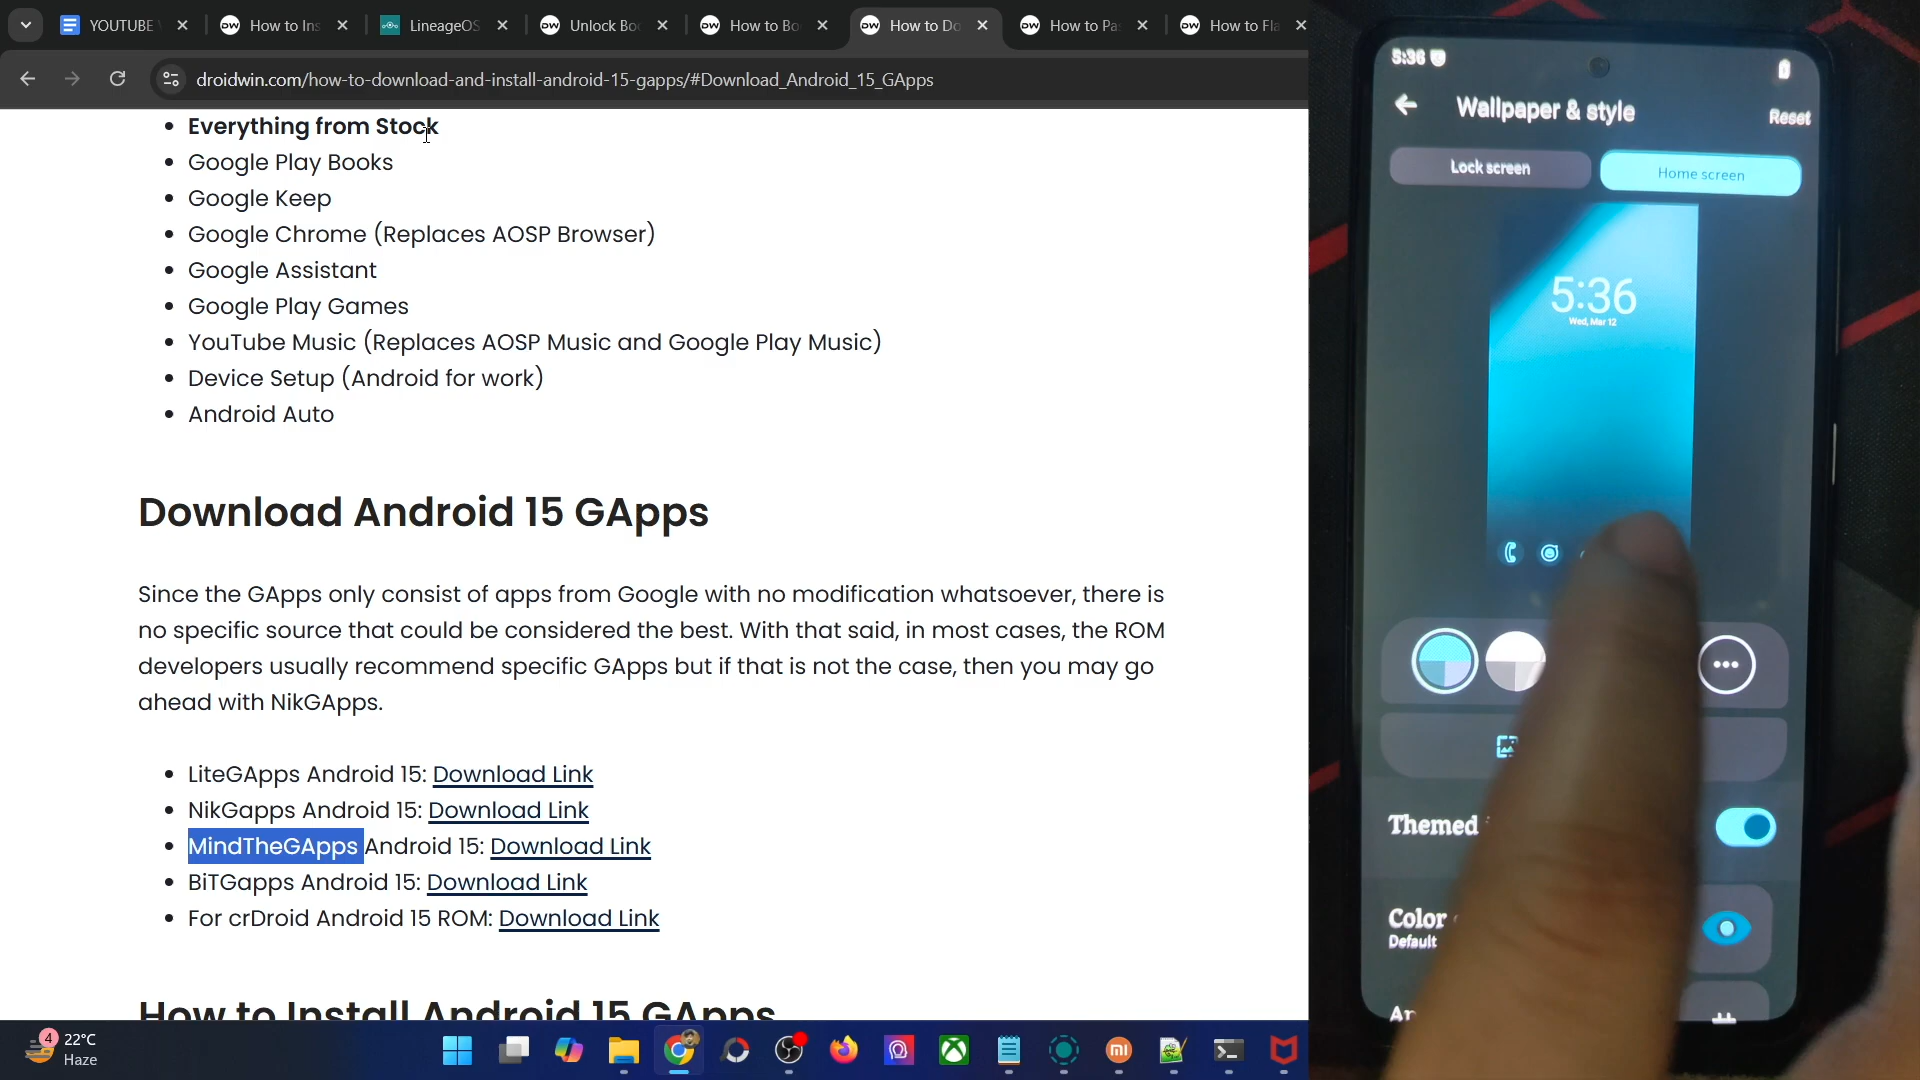 YOUTUBE
How to Ins
LineageOS
Unlock Boo
How to Bo
How to Do
How to Pa
How to Fla
droidwin.com/how-to-download-and-install-android-15-gapps/#Download_Android_15_GApps
Everything from Stock
Google Play Books
Google Keep
Google Chrome (Replaces AOSP Browser)
Google Assistant
Google Play Games
YouTube Music (Replaces AOSP Music and Google Play Music)
Device Setup (Android for work)
Android Auto
Download Android 15 GApps
Since the GApps only consist of apps from Google with no modification whatsoever, there is
no specific source that could be considered the best. With that said, in most cases, the ROM
developers usually recommend specific GApps but if that is not the case, then you may go
ahead with NikGApps.
LiteGApps Android 15: Download Link
NikGapps Android 15: Download Link
MindTheGApps Android 15: Download Link
BiTGapps Android 15: Download Link
For crDroid Android 15 ROM: Download Link
How to Install Android 15 GApps
4
22°C
Haze
5:36
Wallpaper & style
Reset
Lock screen
Home screen
5:36
Wed, Mar 12
Themed
Color
Default